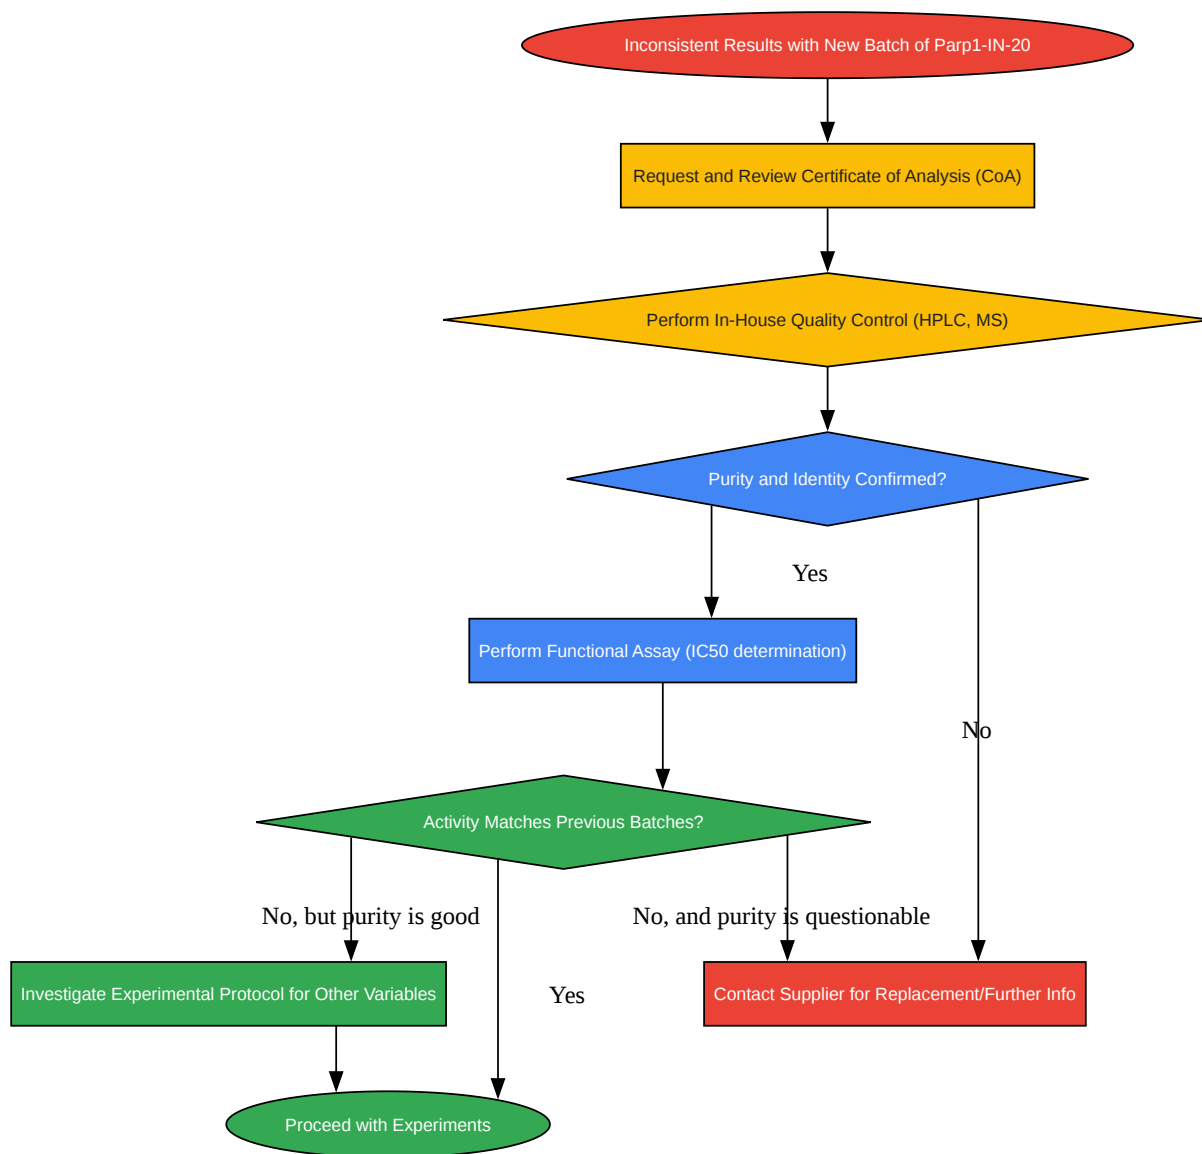 Inconsistent Results with New Batch of Parp1-IN-20
Request and Review Certificate of Analysis (CoA)
Perform In-House Quality Control (HPLC, MS)
Purity and Identity Confirmed?
Yes
Perform Functional Assay (IC50 determination)
No
Activity Matches Previous Batches?
No, but purity is good
No, and purity is questionable
Investigate Experimental Protocol for Other Variables
Yes
Contact Supplier for Replacement/Further Info
Proceed with Experiments